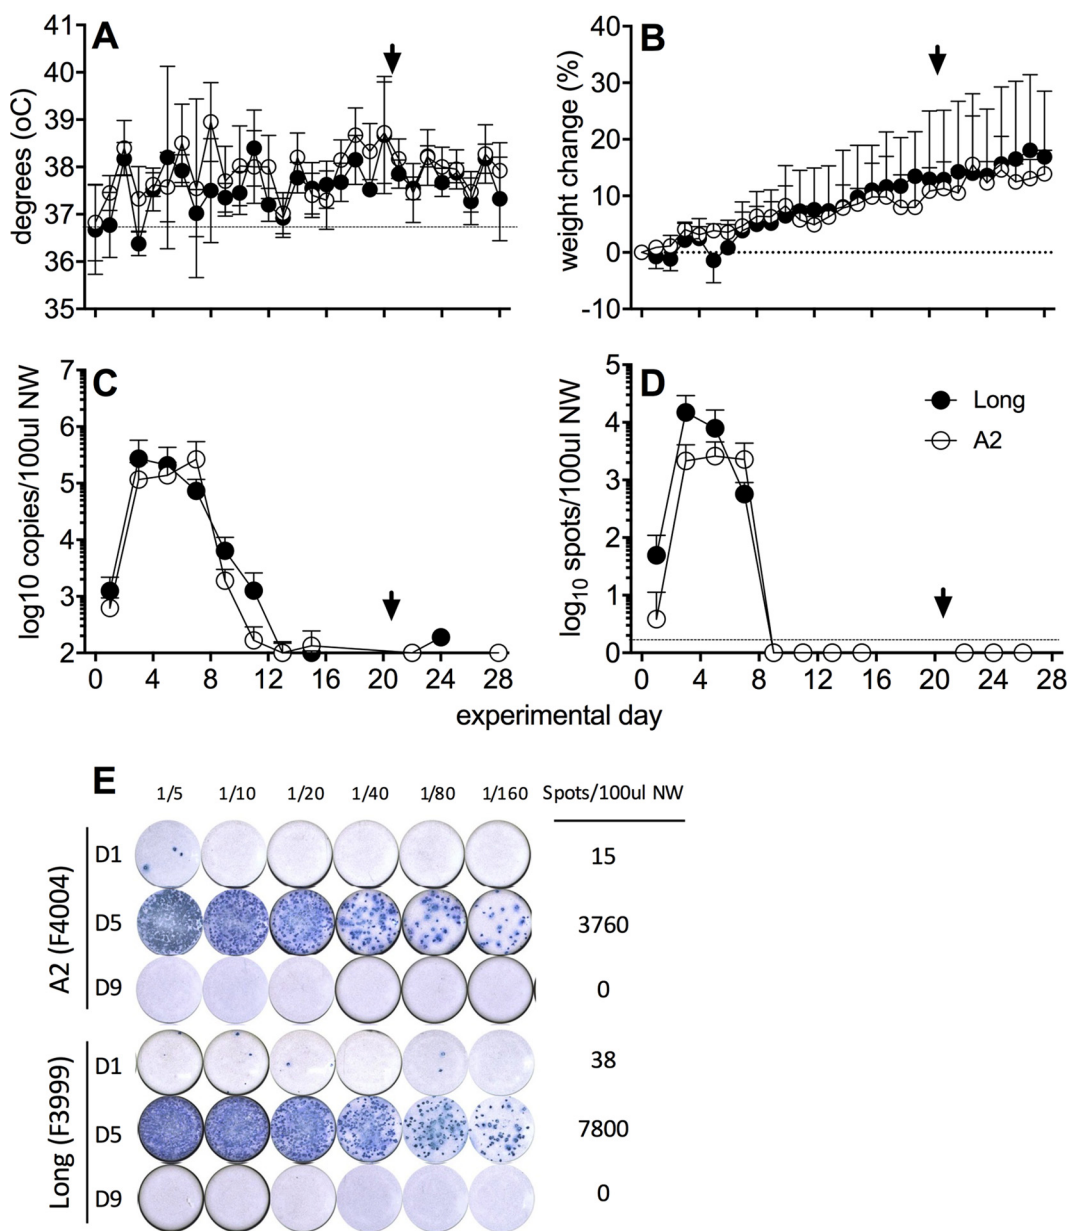 A
degrees (oC)
41
40
39
38
37
36
35
B
weight change (%)
40
30
20
10
0
-10
C
log10 copies/100ul NW
7
6
5
4
3
2
0 4 8 12 16 20 24 28
D
log10 spots/100ul NW
5
4
3
2
1
0
0 4 8 12 16 20 24 28
Long
A2
experimental day
E
1/5 1/10 1/20 1/40 1/80 1/160 Spots/100ul NW
A2 (F4004)
D1 15
D5 3760
D9 0
Long (F3999)
D1 38
D5 7800
D9 0